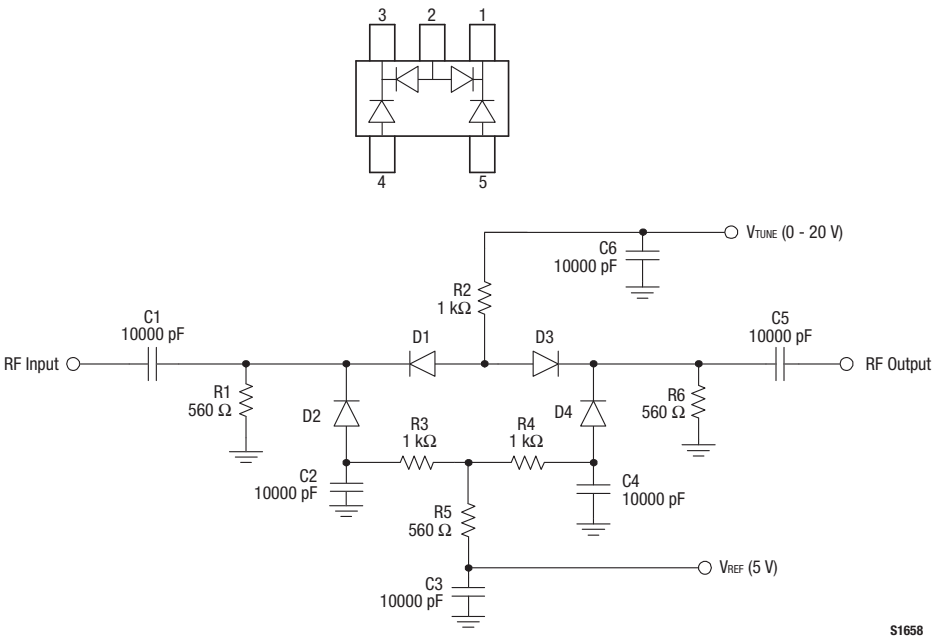 3 2 1
4 5
VTUNE (0 - 20 V)
C6
10000 pF
R2
1 kΩ
C1
10000 pF
D1
D3
C5
10000 pF
RF Input
RF Output
R1
560 Ω
D2
R3
1 kΩ
R4
1 kΩ
D4
R6
560 Ω
C2
10000 pF
C4
10000 pF
R5
560 Ω
VREF (5 V)
C3
10000 pF
S1658